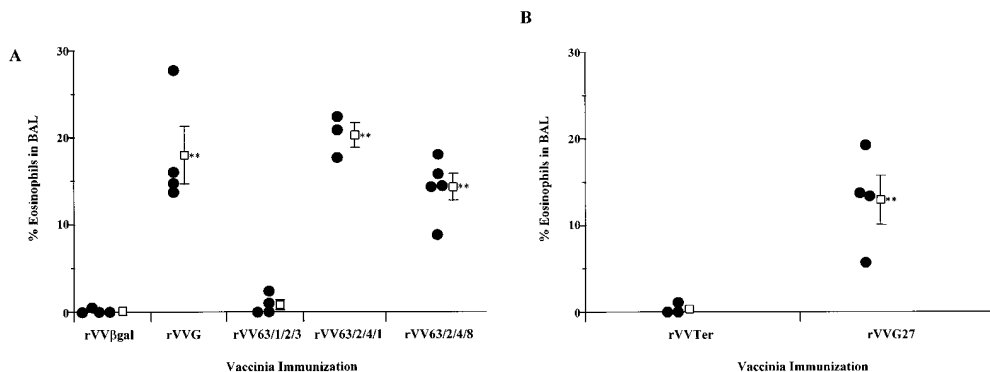 A
30
20
10
0
% Eosinophils in BAL
**
**
**
rVVβgal rVVG rVV63/1/2/3 rVV63/2/4/1 rVV63/2/4/8
Vaccinia Immunization
B
30
20
10
0
% Eosinophils in BAL
**
rVVTer rVVG27
Vaccinia Immunization